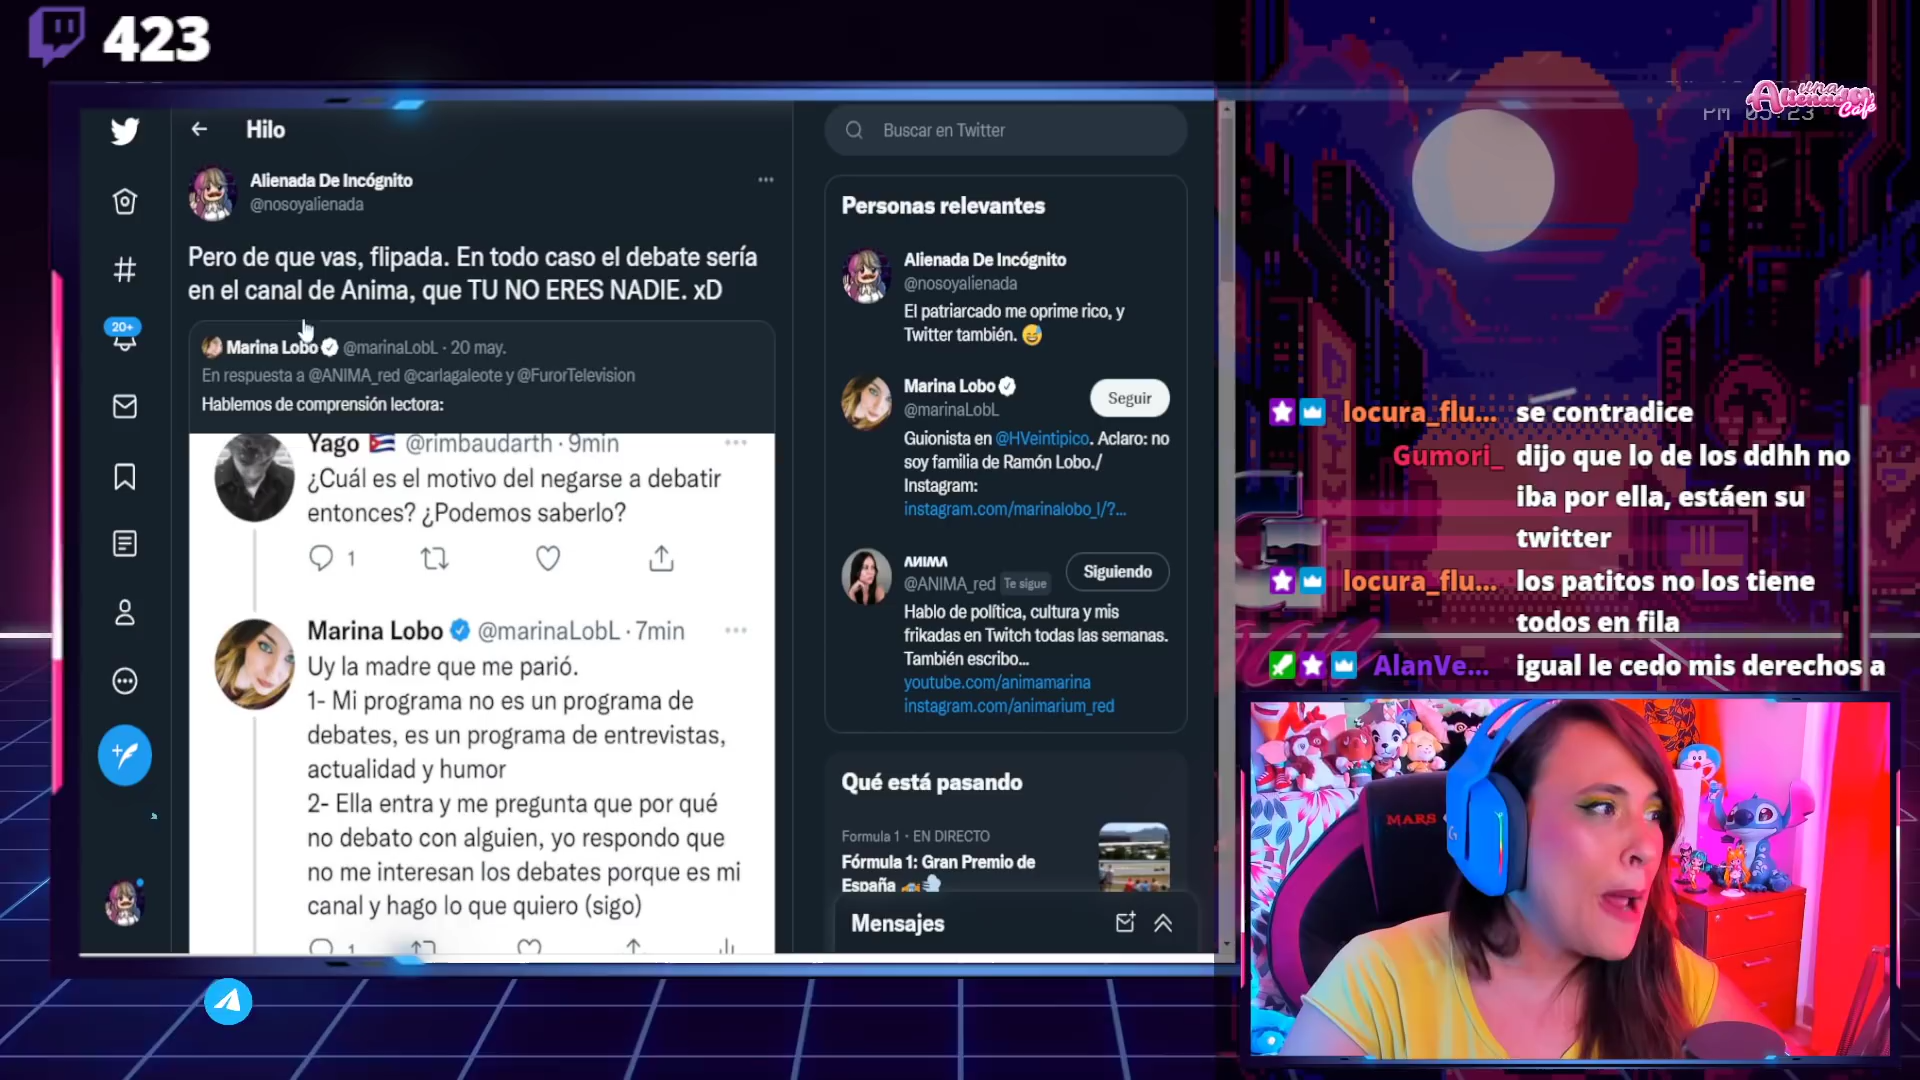 423
Hilo
Alienada De Incógnito
@nosoyalienada
Pero de que vas, flipada. En todo caso el debate sería
en el canal de Anima, que TU NO ERES NADIE. xD
20+
Marina Lobo @marinaLobL · 20 may.
En respuesta a @ANIMA_red @carlagaleote y @FurorTelevision
Hablemos de comprensión lectora:
Yago @rimbaudarth · 9min
¿Cuál es el motivo del negarse a debatir
entonces? ¿Podemos saberlo?
1
Marina Lobo @marinaLobL · 7min
Uy la madre que me parió.
1- Mi programa no es un programa de
debates, es un programa de entrevistas,
actualidad y humor
2- Ella entra y me pregunta que por qué
no debato con alguien, yo respondo que
no me interesan los debates porque es mi
canal y hago lo que quiero (sigo)
1
Buscar en Twitter
Personas relevantes
Alienada De Incógnito
@nosoyalienada
El patriarcado me oprime rico, y
Twitter también. 😅
Marina Lobo
@marinaLobL
Seguir
Guionista en @HVeintipico. Aclaro: no
soy familia de Ramón Lobo./
Instagram:
instagram.com/marinalobo_l/?...
ΛИIMΛ
@ANIMA_red Te sigue
Siguiendo
Hablo de política, cultura y mis
frikadas en Twitch todas las semanas.
También escribo...
youtube.com/animamarina
instagram.com/animarium_red
Qué está pasando
Formula 1 · EN DIRECTO
Fórmula 1: Gran Premio de
España
Mensajes
una
Alienada
Café
PM 05:23
locura_flu... se contradice
Gumori_ dijo que lo de los ddhh no
iba por ella, estáen su
twitter
locura_flu... los patitos no los tiene
todos en fila
AlanVe... igual le cedo mis derechos a
MARS